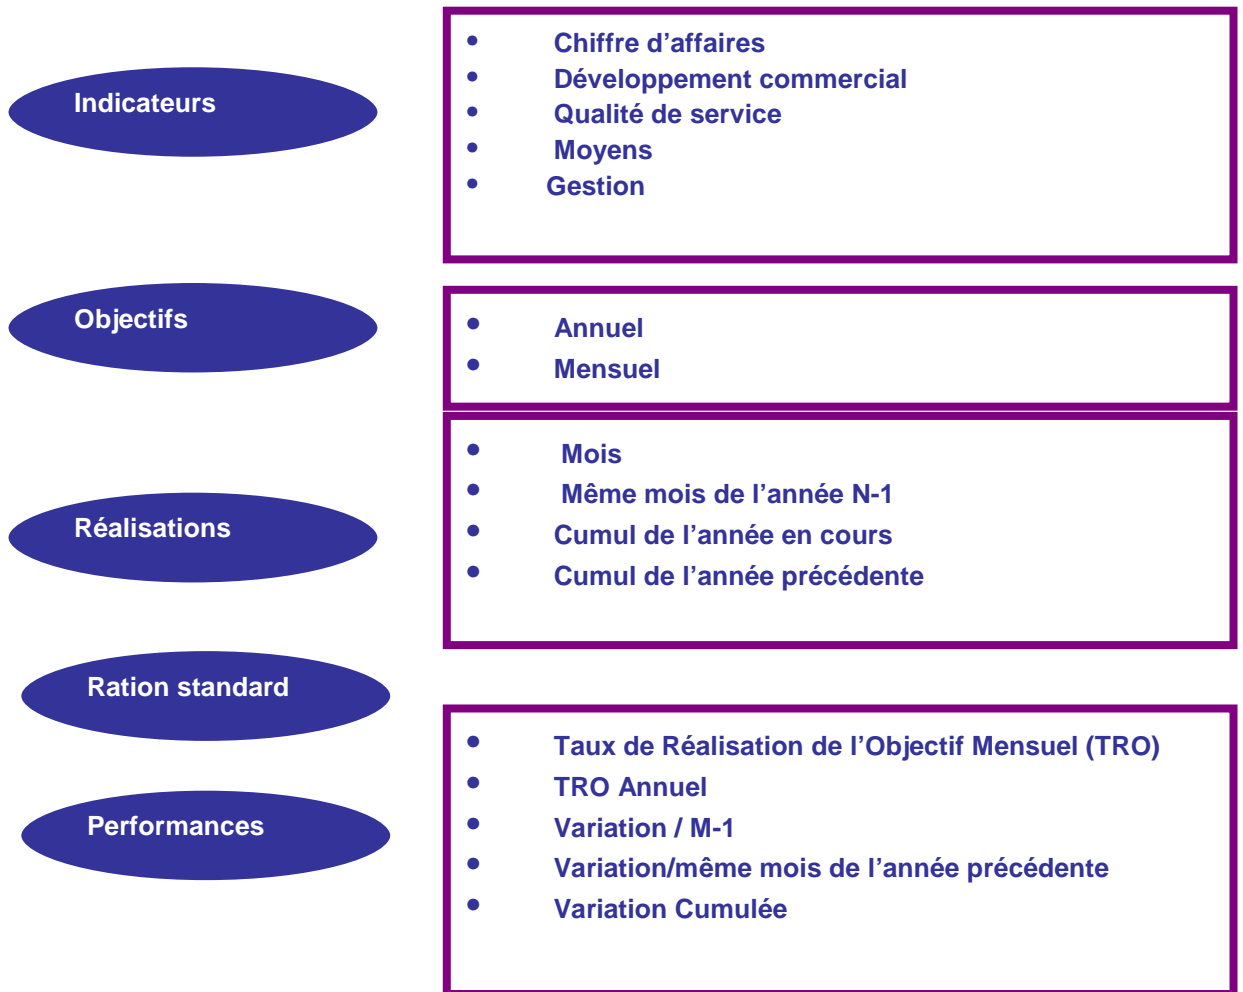 Indicateurs
• Chiffre d’affaires
• Développement commercial
• Qualité de service
• Moyens
• Gestion
Objectifs
• Annuel
• Mensuel
Réalisations
• Mois
• Même mois de l’année N-1
• Cumul de l’année en cours
• Cumul de l’année précédente
Ration standard
Performances
• Taux de Réalisation de l’Objectif Mensuel (TRO)
• TRO Annuel
• Variation / M-1
• Variation/même mois de l’année précédente
• Variation Cumulée